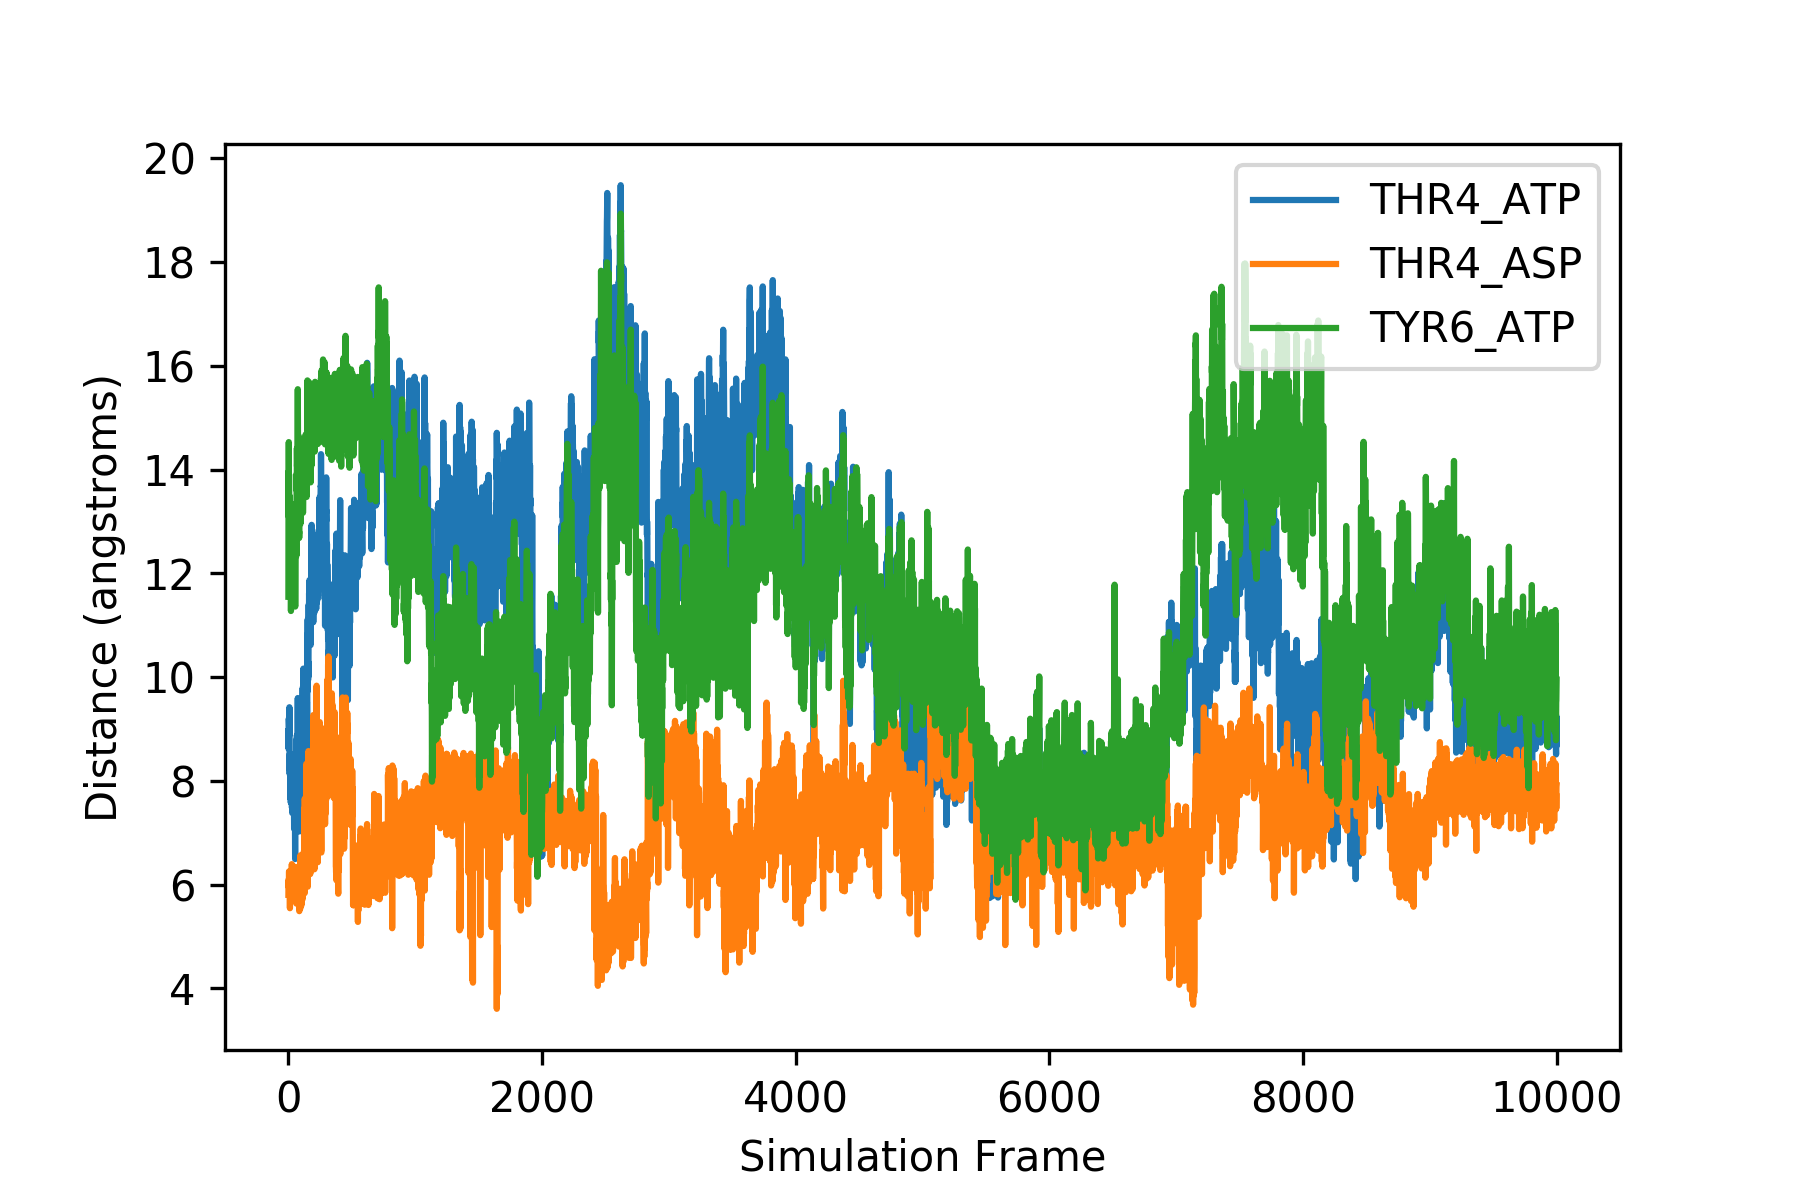 20
18
16
14
12
10
8
6
4
Distance (angstroms)
THR4_ATP
THR4_ASP
TYR6_ATP
0 2000 4000 6000 8000 10000
Simulation Frame